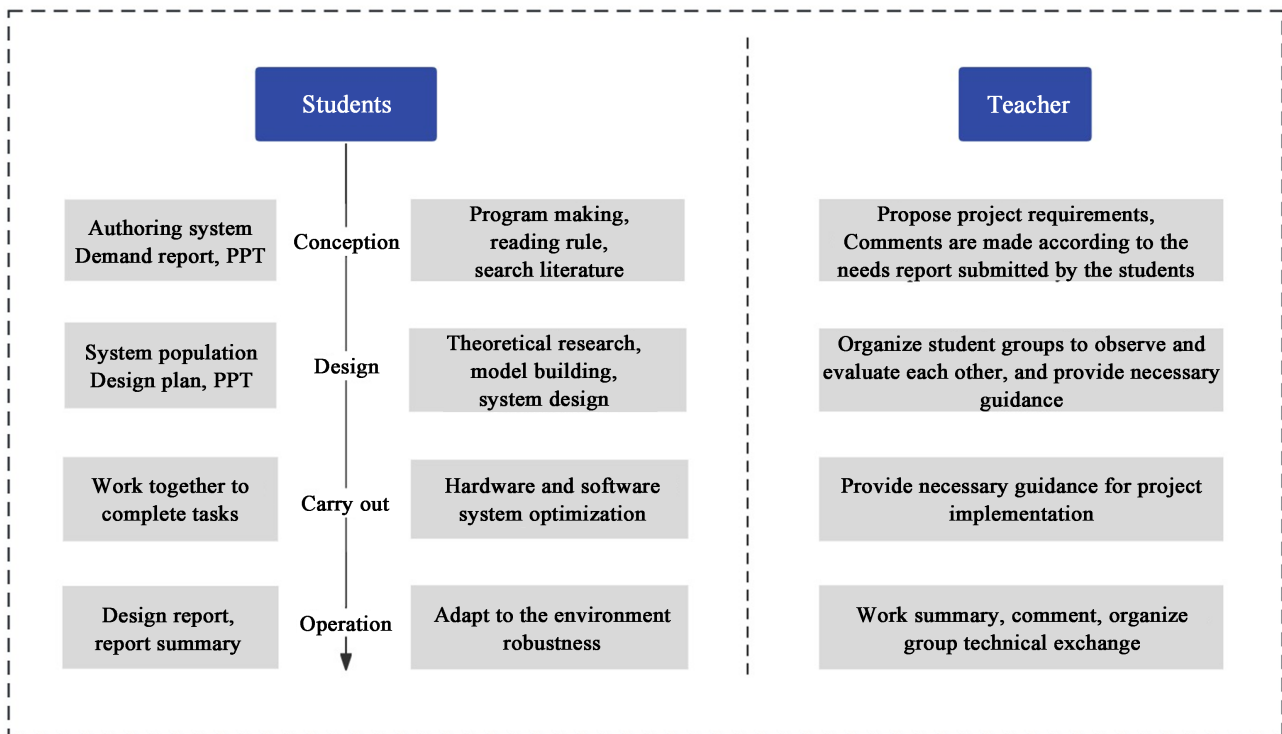 Students
Teacher
Authoring system
Demand report, PPT
Conception
Program making,
reading rule,
search literature
Propose project requirements,
Comments are made according to the
needs report submitted by the students
System population
Design plan, PPT
Design
Theoretical research,
model building,
system design
Organize student groups to observe and
evaluate each other, and provide necessary
guidance
Work together to
complete tasks
Carry out
Hardware and software
system optimization
Provide necessary guidance for project
implementation
Design report,
report summary
Operation
Adapt to the environment
robustness
Work summary, comment, organize
group technical exchange